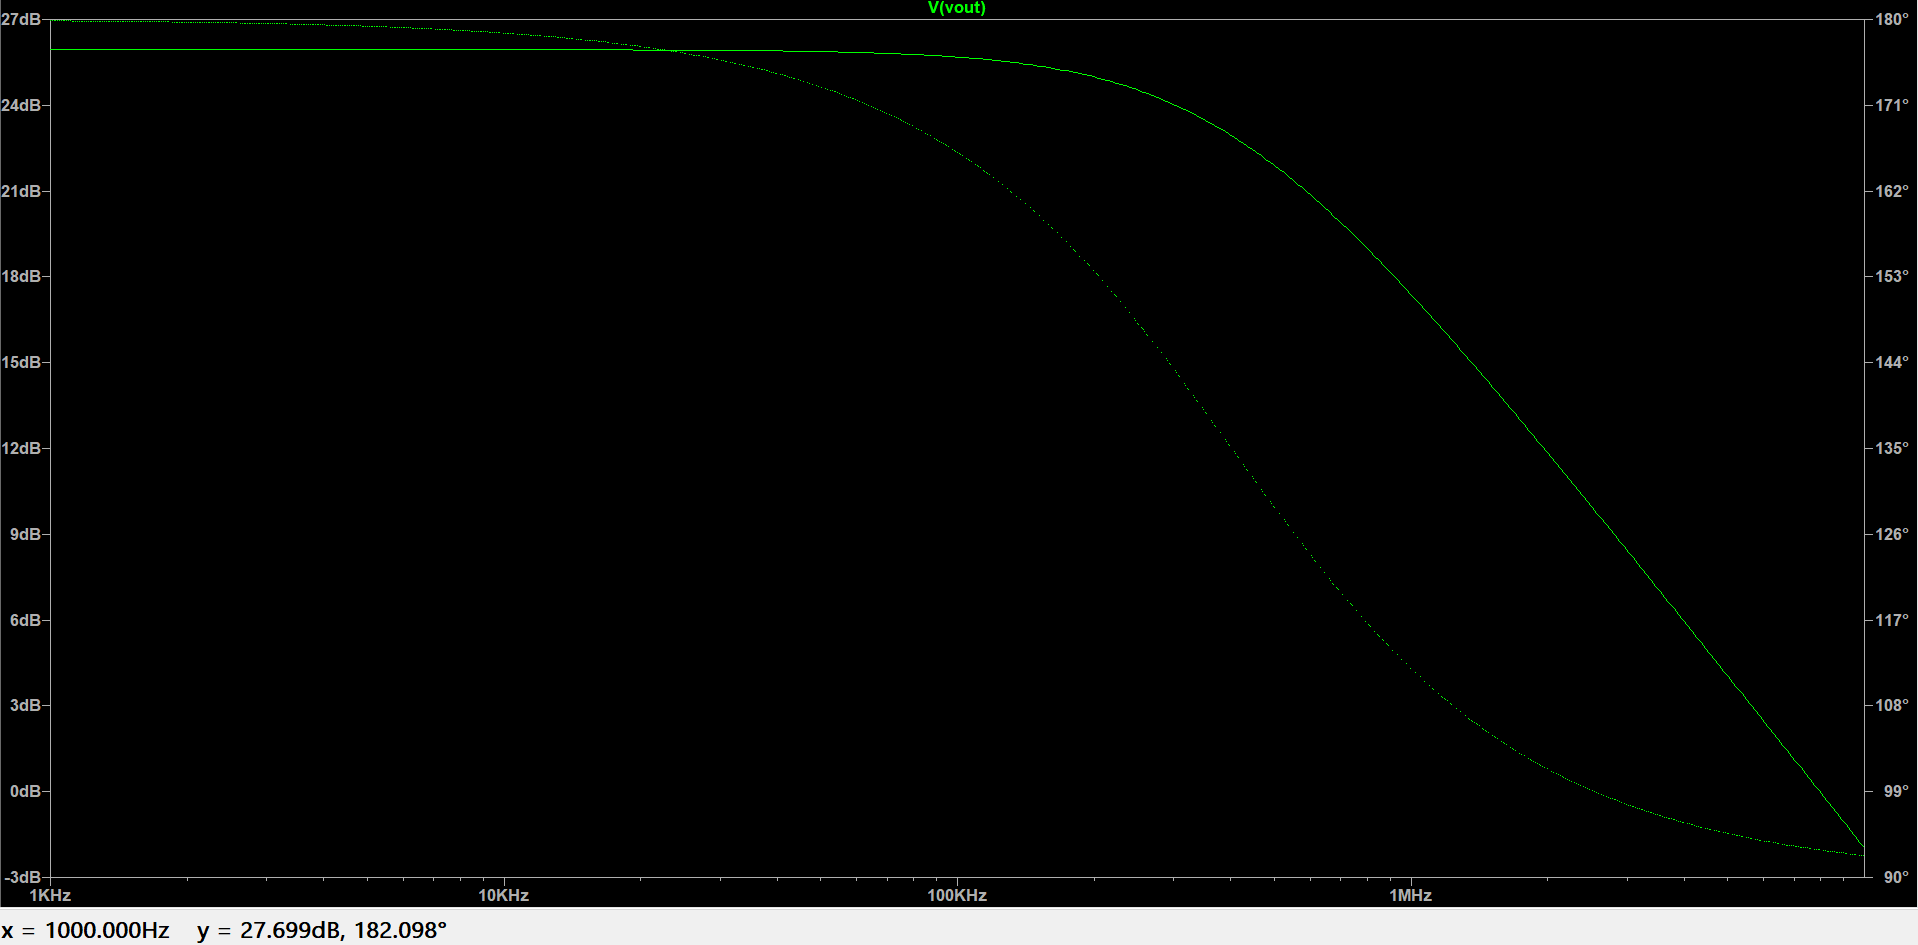 V(vout)
27dB 180°
24dB 171°
21dB 162°
18dB 153°
15dB 144°
12dB 135°
9dB 126°
6dB 117°
3dB 108°
0dB 99°
-3dB 90°
1KHz 10KHz 100KHz 1MHz
x = 1000.000Hz y = 27.699dB, 182.098°